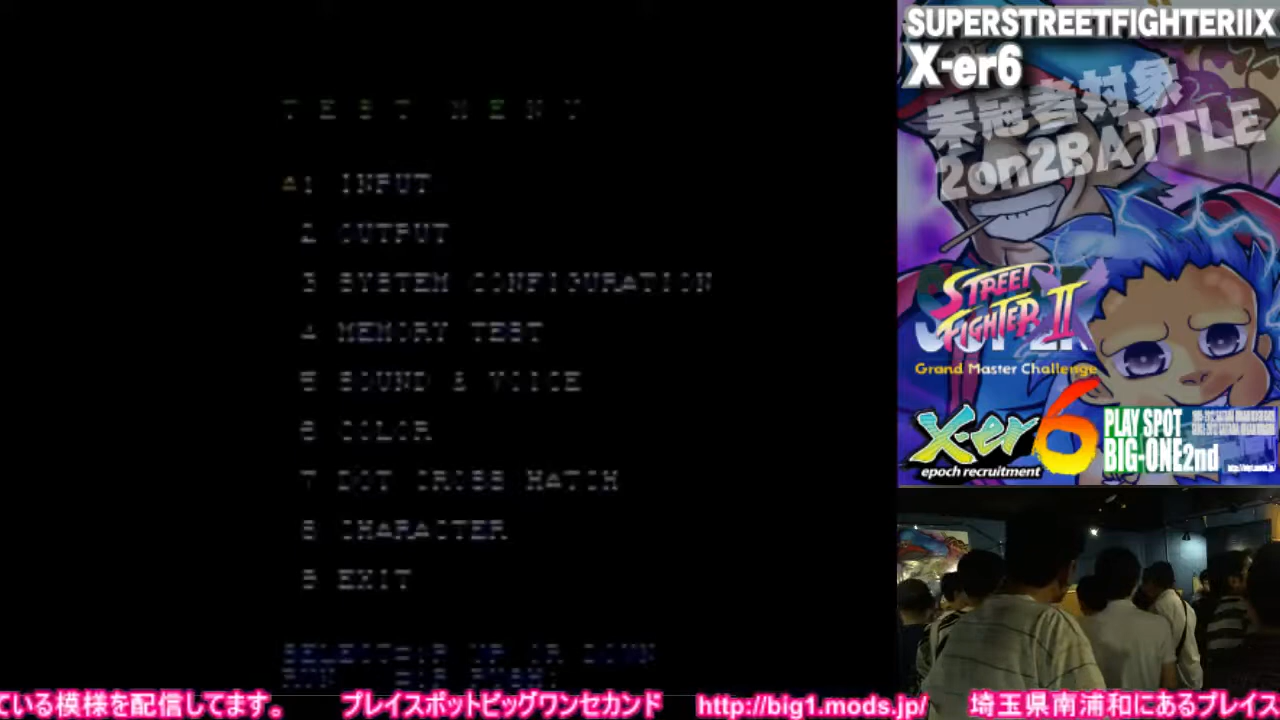 TEST MENU
1 INPUT
2 OUTPUT
3 SYSTEM CONFIGURATION
4 MEMORY TEST
5 SOUND & VOICE
6 COLOR
7 DOT CROSS HATCH
8 CHARACTER
9 EXIT
SUPERSTREETFIGHTERIIX
X-er6
未冠者対象
2on2BATTLE
STREET
FIGHTER II
Grand Master Challenge
X-er6
epoch recruitment
PLAY SPOT
BIG-ONE2nd
ている模様を配信してます。 プレイスポットビッグワンセカンド http://big1.mods.jp/ 埼玉県南浦和にあるプレイス